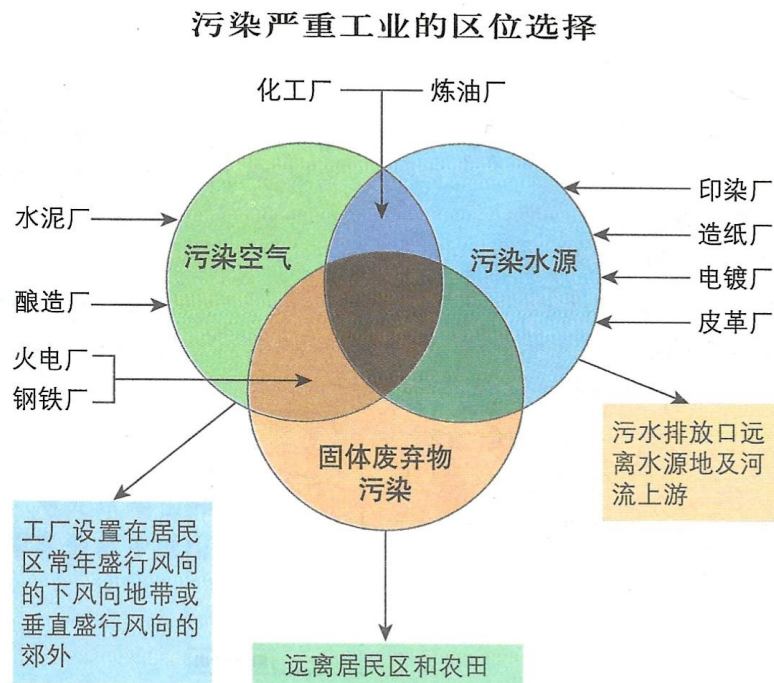 污染严重工业的区位选择
化工厂
炼油厂
水泥厂
酿造厂
火电厂
钢铁厂
污染空气
污染水源
固体废弃物
污染
印染厂
造纸厂
电镀厂
皮革厂
污水排放口远
离水源地及河
流上游
工厂设置在居民
区常年盛行风向
的下风向地带或
垂直盛行风向的
郊外
远离居民区和农田